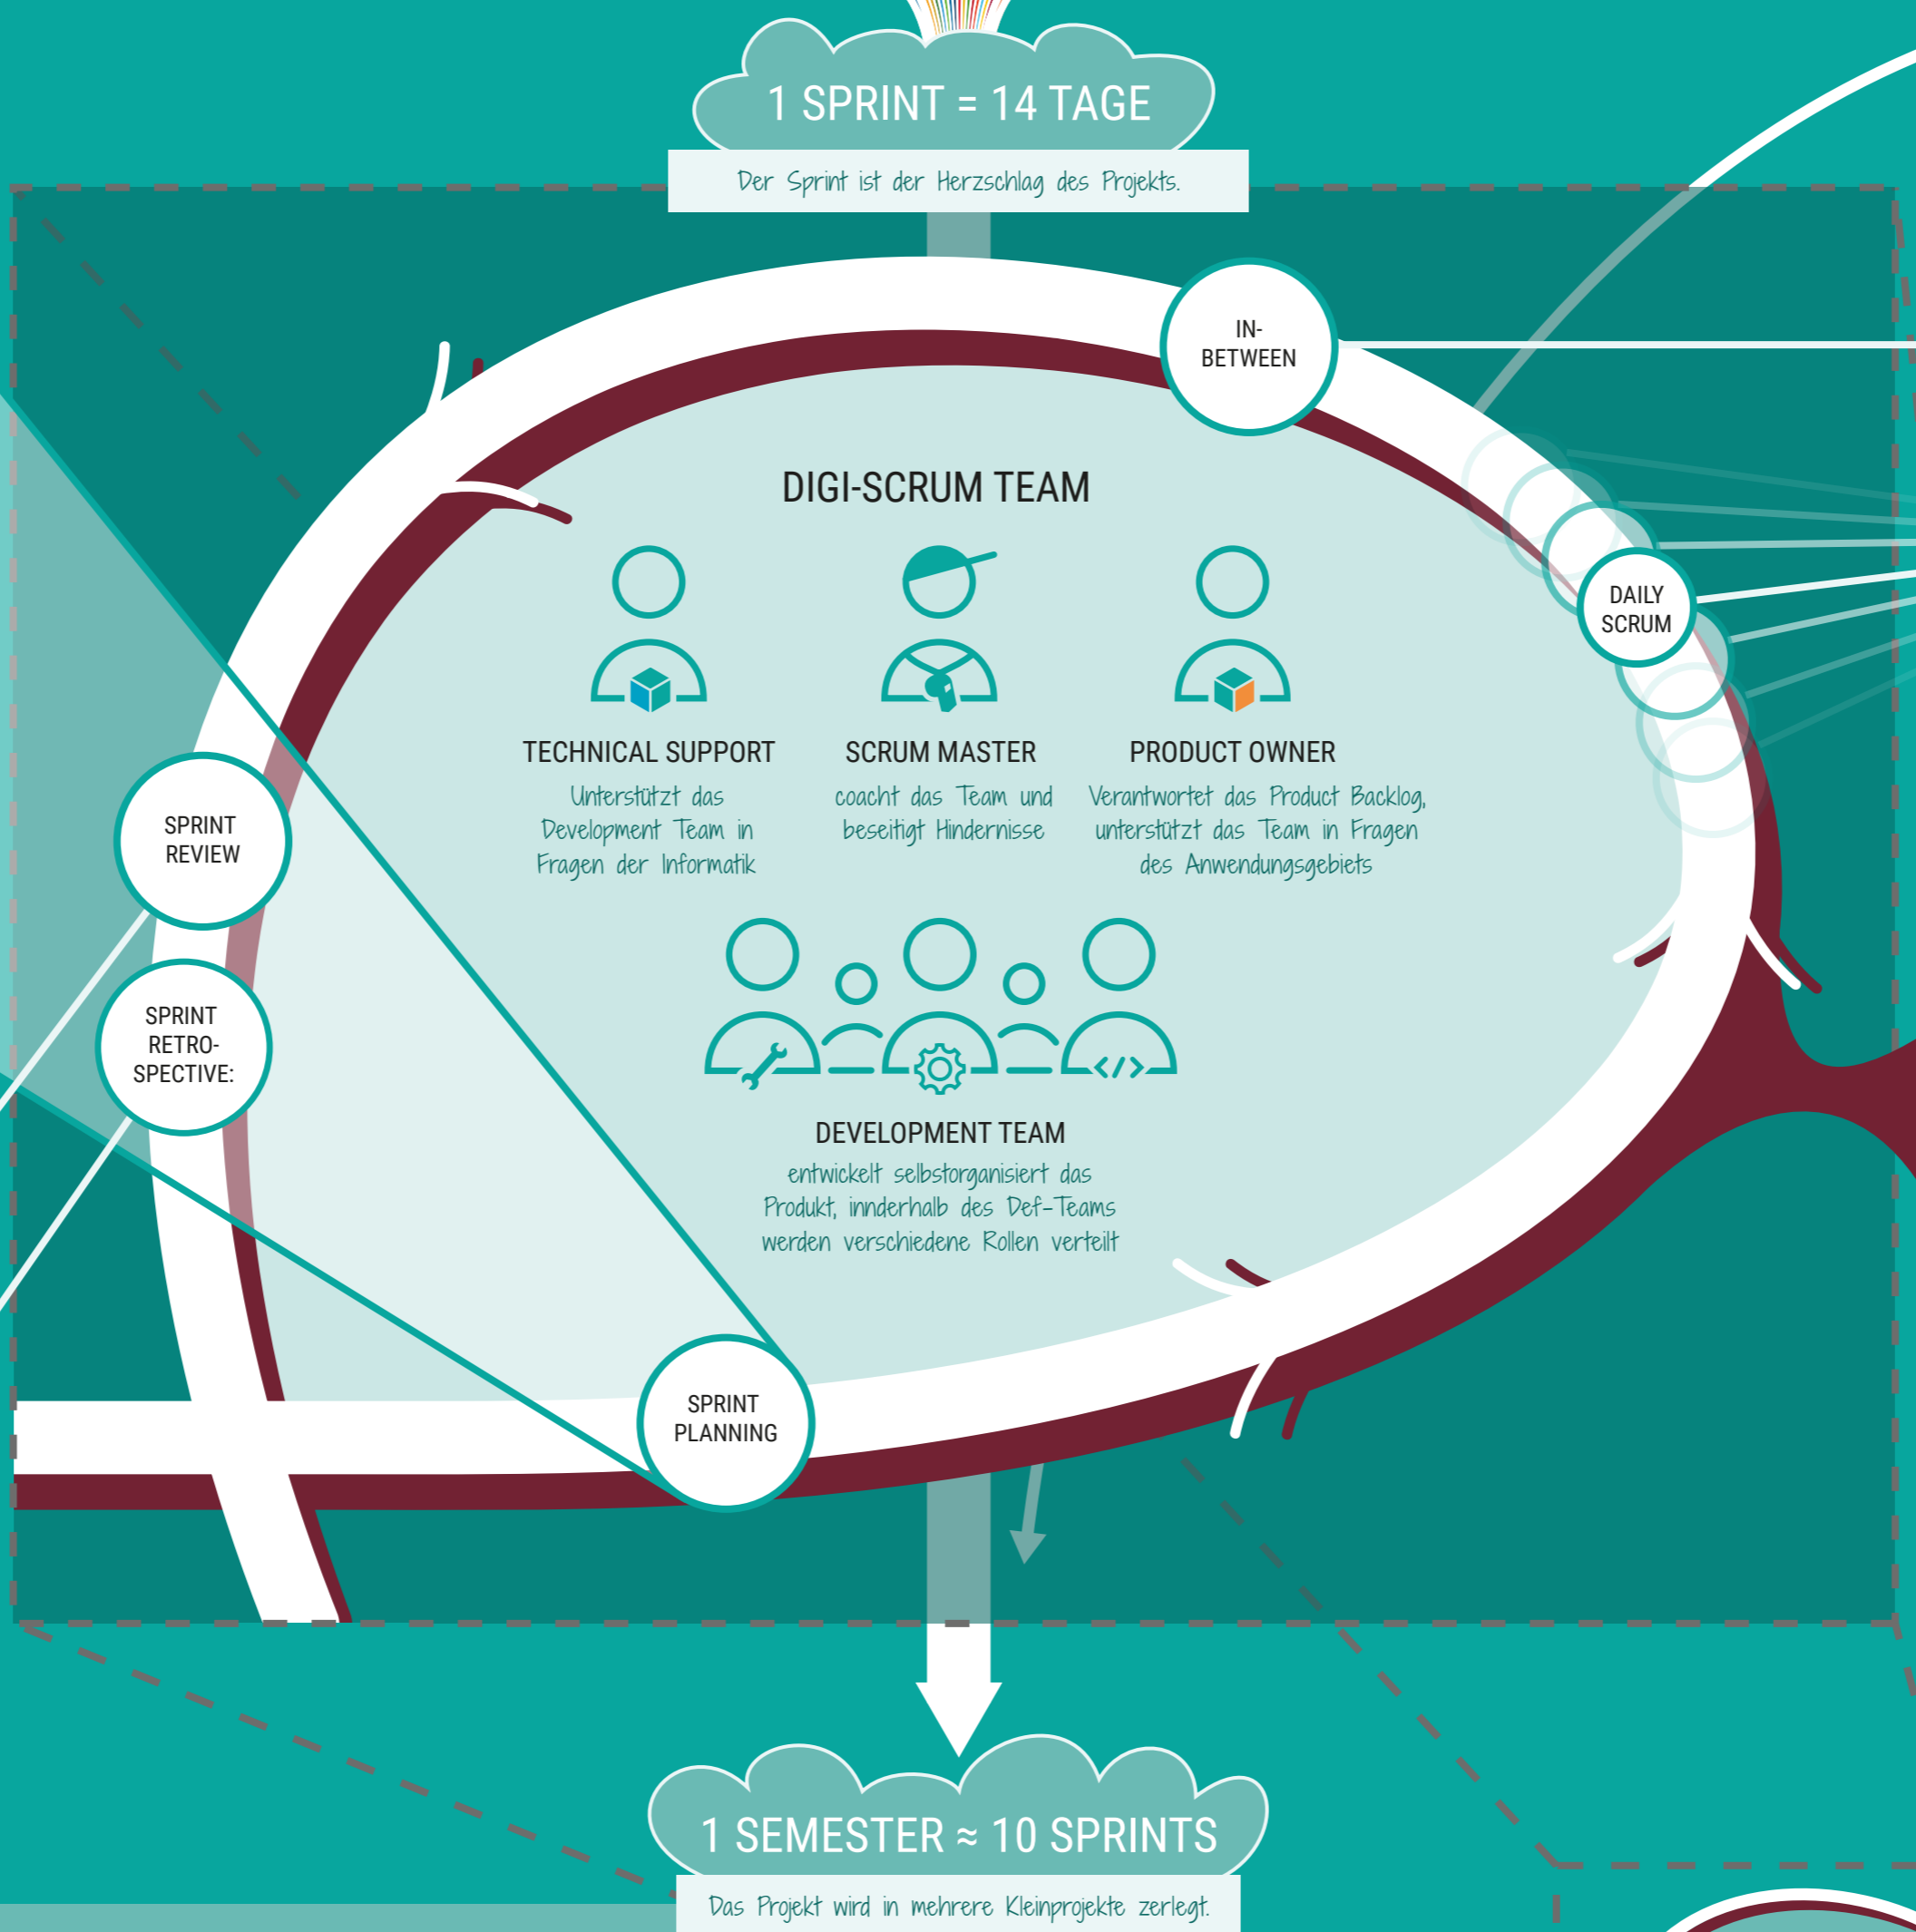 1 SPRINT = 14 TAGE
Der Sprint ist der Herzschlag des Projekts.
IN-
BETWEEN
DIGI-SCRUM TEAM
DAILY
SCRUM
TECHNICAL SUPPORT
Unterstützt das
Development Team in
Fragen der Informatik
SCRUM MASTER
coacht das Team und
beseitigt Hindernisse
PRODUCT OWNER
Verantwortet das Product Backlog,
unterstützt das Team in Fragen
des Anwendungsgebiets
SPRINT
REVIEW
SPRINT
RETRO-
SPECTIVE:
</>
DEVELOPMENT TEAM
entwickelt selbstorganisiert das
Produkt, innderhalb des Def-Teams
werden verschiedene Rollen verteilt
SPRINT
PLANNING
1 SEMESTER ≈ 10 SPRINTS
Das Projekt wird in mehrere Kleinprojekte zerlegt.